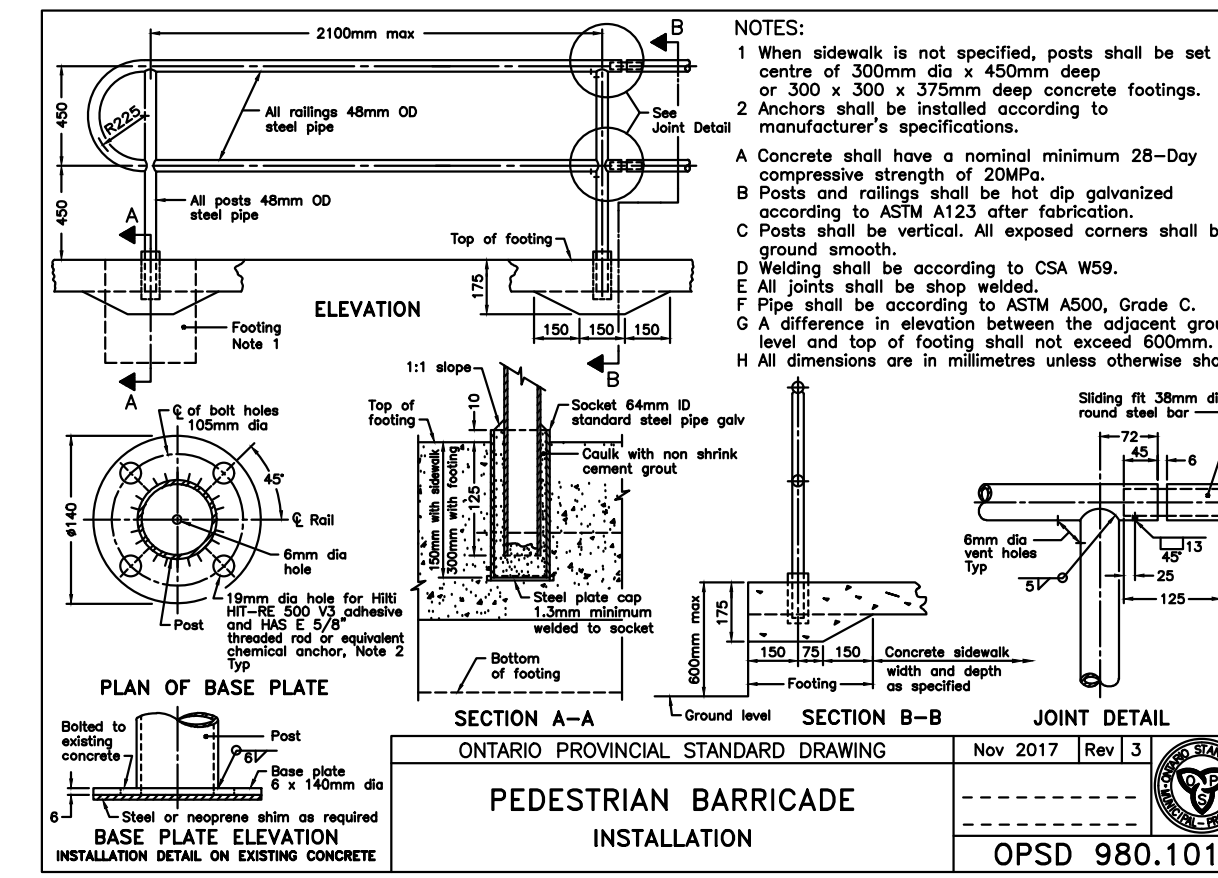 2100mm max
B
450
R225
All railings 48mm OD
steel pipe
See
Joint Detail
450
All posts 48mm OD
steel pipe
A
Top of footing
175
ELEVATION
150 150 150
Footing
Note 1
A
B
NOTES:
1 When sidewalk is not specified, posts shall be set
centre of 300mm dia x 450mm deep
or 300 x 300 x 375mm deep concrete footings.
2 Anchors shall be installed according to
manufacturer's specifications.
A Concrete shall have a nominal minimum 28-Day
compressive strength of 20MPa.
B Posts and railings shall be hot dip galvanized
according to ASTM A123 after fabrication.
C Posts shall be vertical. All exposed corners shall
ground smooth.
D Welding shall be according to CSA W59.
E All joints shall be shop welded.
F Pipe shall be according to ASTM A500, Grade C.
G A difference in elevation between the adjacent
level and top of footing shall not exceed 600mm.
H All dimensions are in millimetres unless otherwise
℄ of bolt holes
105mm dia
45°
ø140
℄ Rail
6mm dia
hole
19mm dia hole for Hilti
HIT-RE 500 V3 adhesive
and HAS E 5/8"
threaded rod or equivalent
chemical anchor, Note 2
Typ
Post
PLAN OF BASE PLATE
1:1 slope
Top of
footing
10
Socket 64mm ID
standard steel pipe galv
Caulk with non shrink
cement grout
150mm with sidewalk
300mm with footing
125
Steel plate cap
1.3mm minimum
welded to socket
Bottom
of footing
SECTION A-A
600mm max
175
150 75 150
Concrete sidewalk
width and depth
as specified
Footing
Ground level
SECTION B-B
Sliding fit 38mm
round steel bar
72
45
6
6mm dia
vent holes
Typ
5
13
45°
25
125
JOINT DETAIL
Bolted to
existing
concrete
Post
6
Base plate
6 x 140mm dia
6
Steel or neoprene shim as required
BASE PLATE ELEVATION
INSTALLATION DETAIL ON EXISTING CONCRETE
ONTARIO PROVINCIAL STANDARD DRAWING
Nov 2017 Rev 3
PEDESTRIAN BARRICADE
INSTALLATION
OPSD 980.101
ONTARIO
MUNICIPAL
O P
S